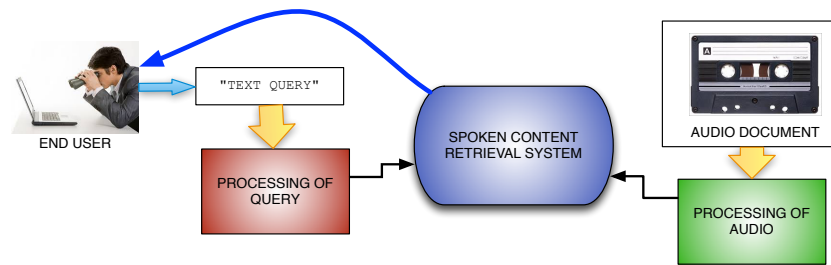 "TEXT QUERY"
END USER
PROCESSING OF
QUERY
SPOKEN CONTENT
RETRIEVAL SYSTEM
A
AUDIO DOCUMENT
PROCESSING OF
AUDIO